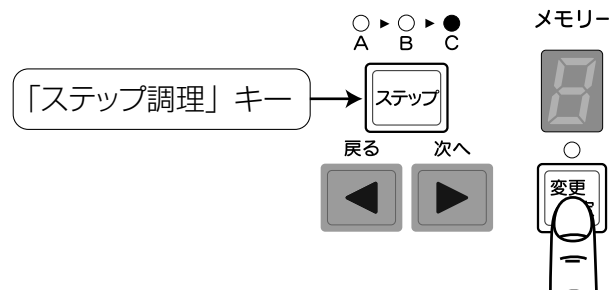 メモリー
A B C
「ステップ調理」キー
ステップ
戻る 次へ
変更